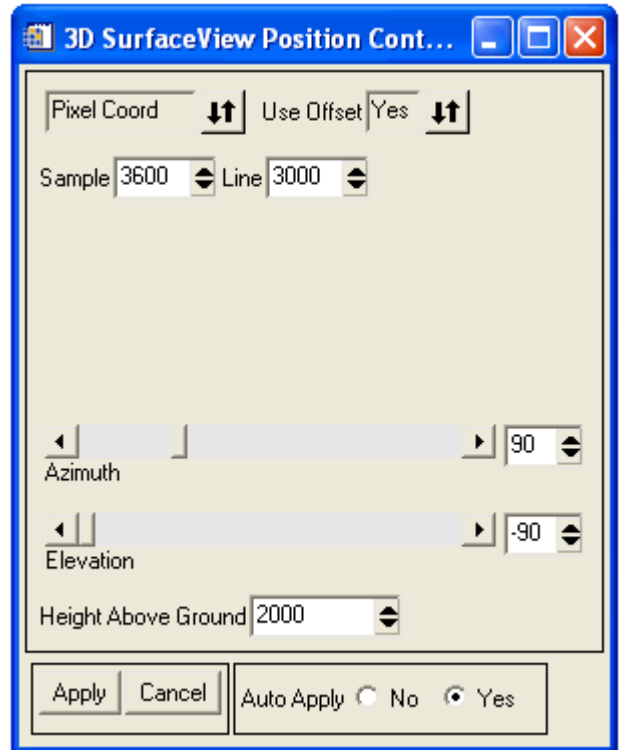 3D SurfaceView Position Cont...
Pixel Coord Use Offset Yes
Sample 3600 Line 3000
90
Azimuth
-90
Elevation
Height Above Ground 2000
Apply Cancel Auto Apply No Yes